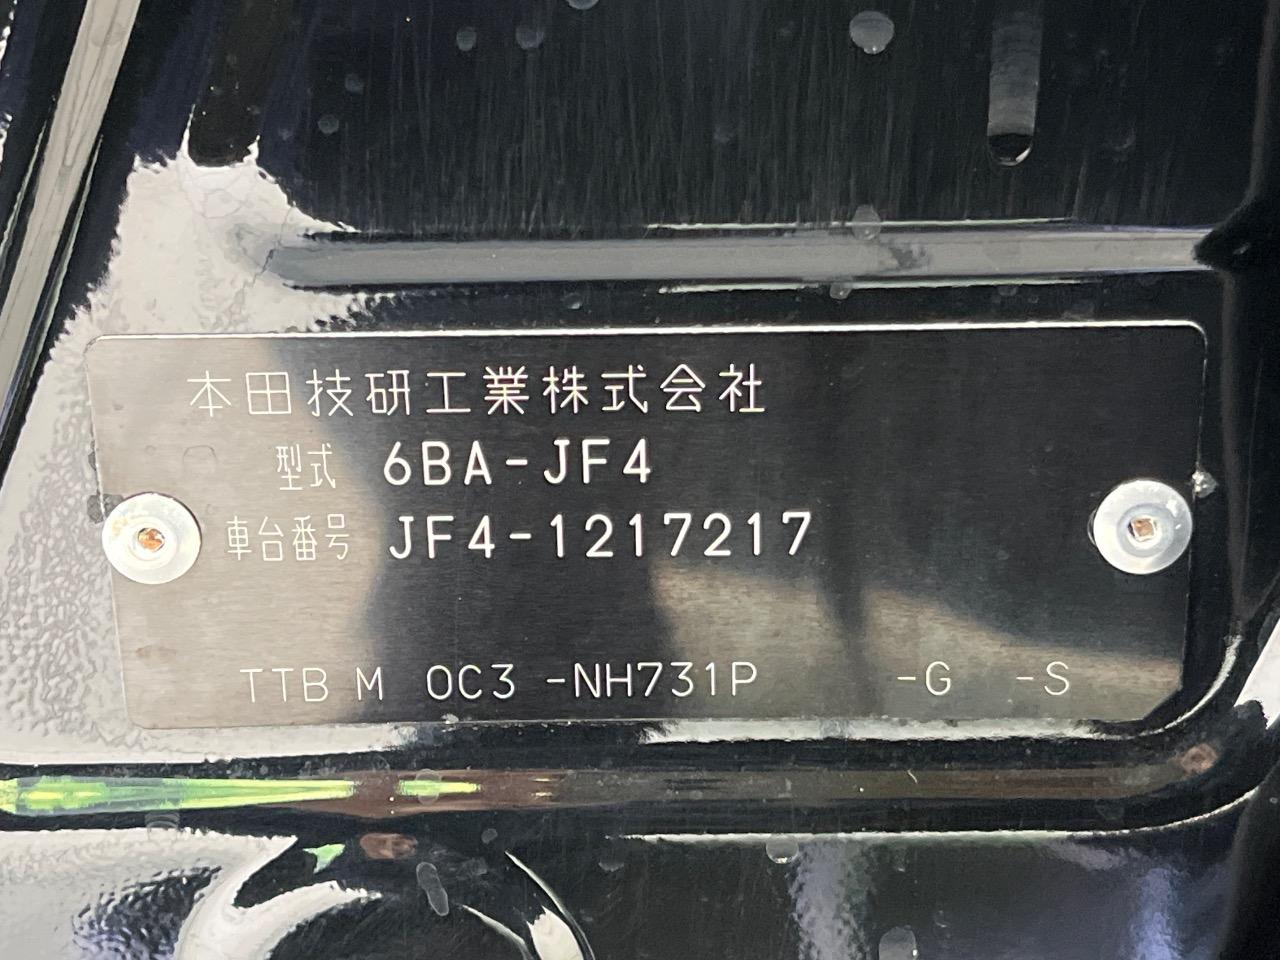 本田技研工業株式会社
型式 6BA-JF4
車台番号 JF4-1217217
TTB M OC3 -NH731P -G -S